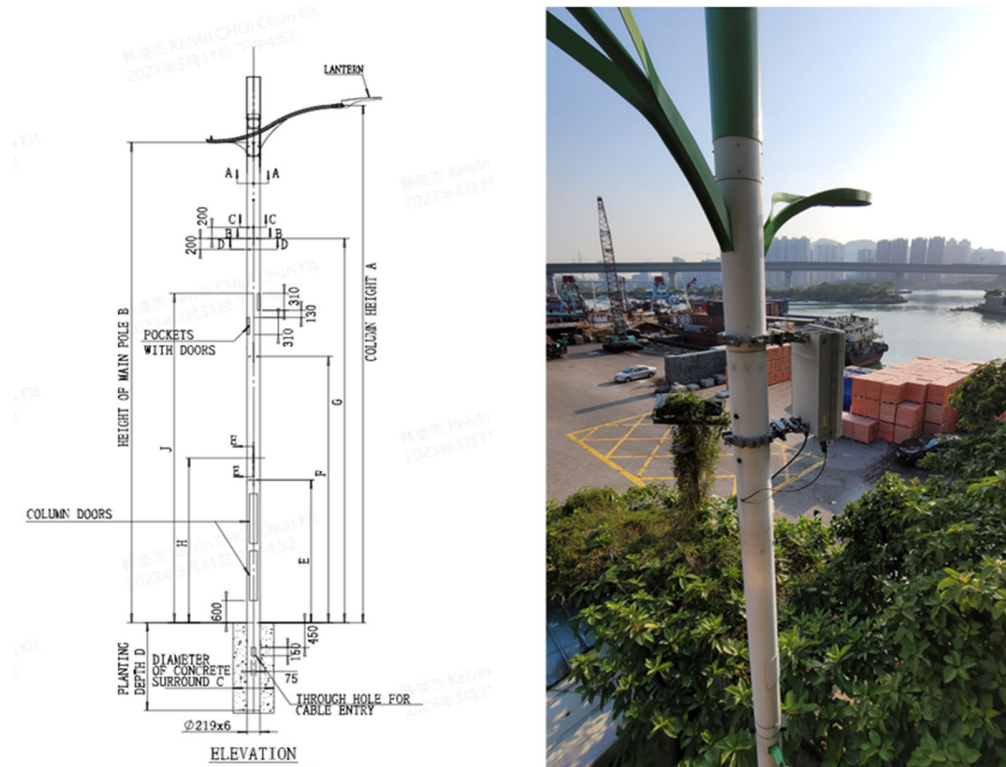 蔡俊杰 Kelvin CHOI Chun Kit
2023年3月31日 下午4:52
LANTERN
A
A
200
C
C
B
B
200
D
D
HEIGHT OF MAIN POLE B
COLUMN HEIGHT A
310
130
310
POCKETS
WITH DOORS
G
J
F
E
E
COLUMN DOORS
H
E
600
450
150
75
PLANTING
DEPTH D
DIAMETER
OF CONCRETE
SURROUND C
THROUGH HOLE FOR
CABLE ENTRY
∅219x6
ELEVATION